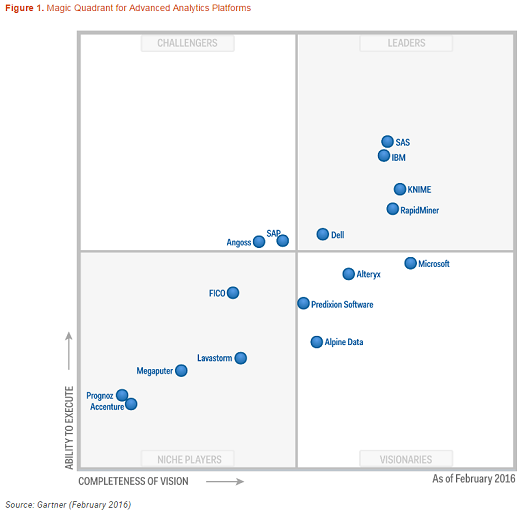 Figure 1. Magic Quadrant for Advanced Analytics Platforms
CHALLENGERS
LEADERS
SAS
IBM
KNIME
RapidMiner
SAP
Dell
Angoss
Microsoft
Alteryx
FICO
Predixion Software
Alpine Data
Lavastorm
Megaputer
Prognoz
Accenture
ABILITY TO EXECUTE
NICHE PLAYERS
VISIONARIES
COMPLETENESS OF VISION
As of February 2016
Source: Gartner (February 2016)